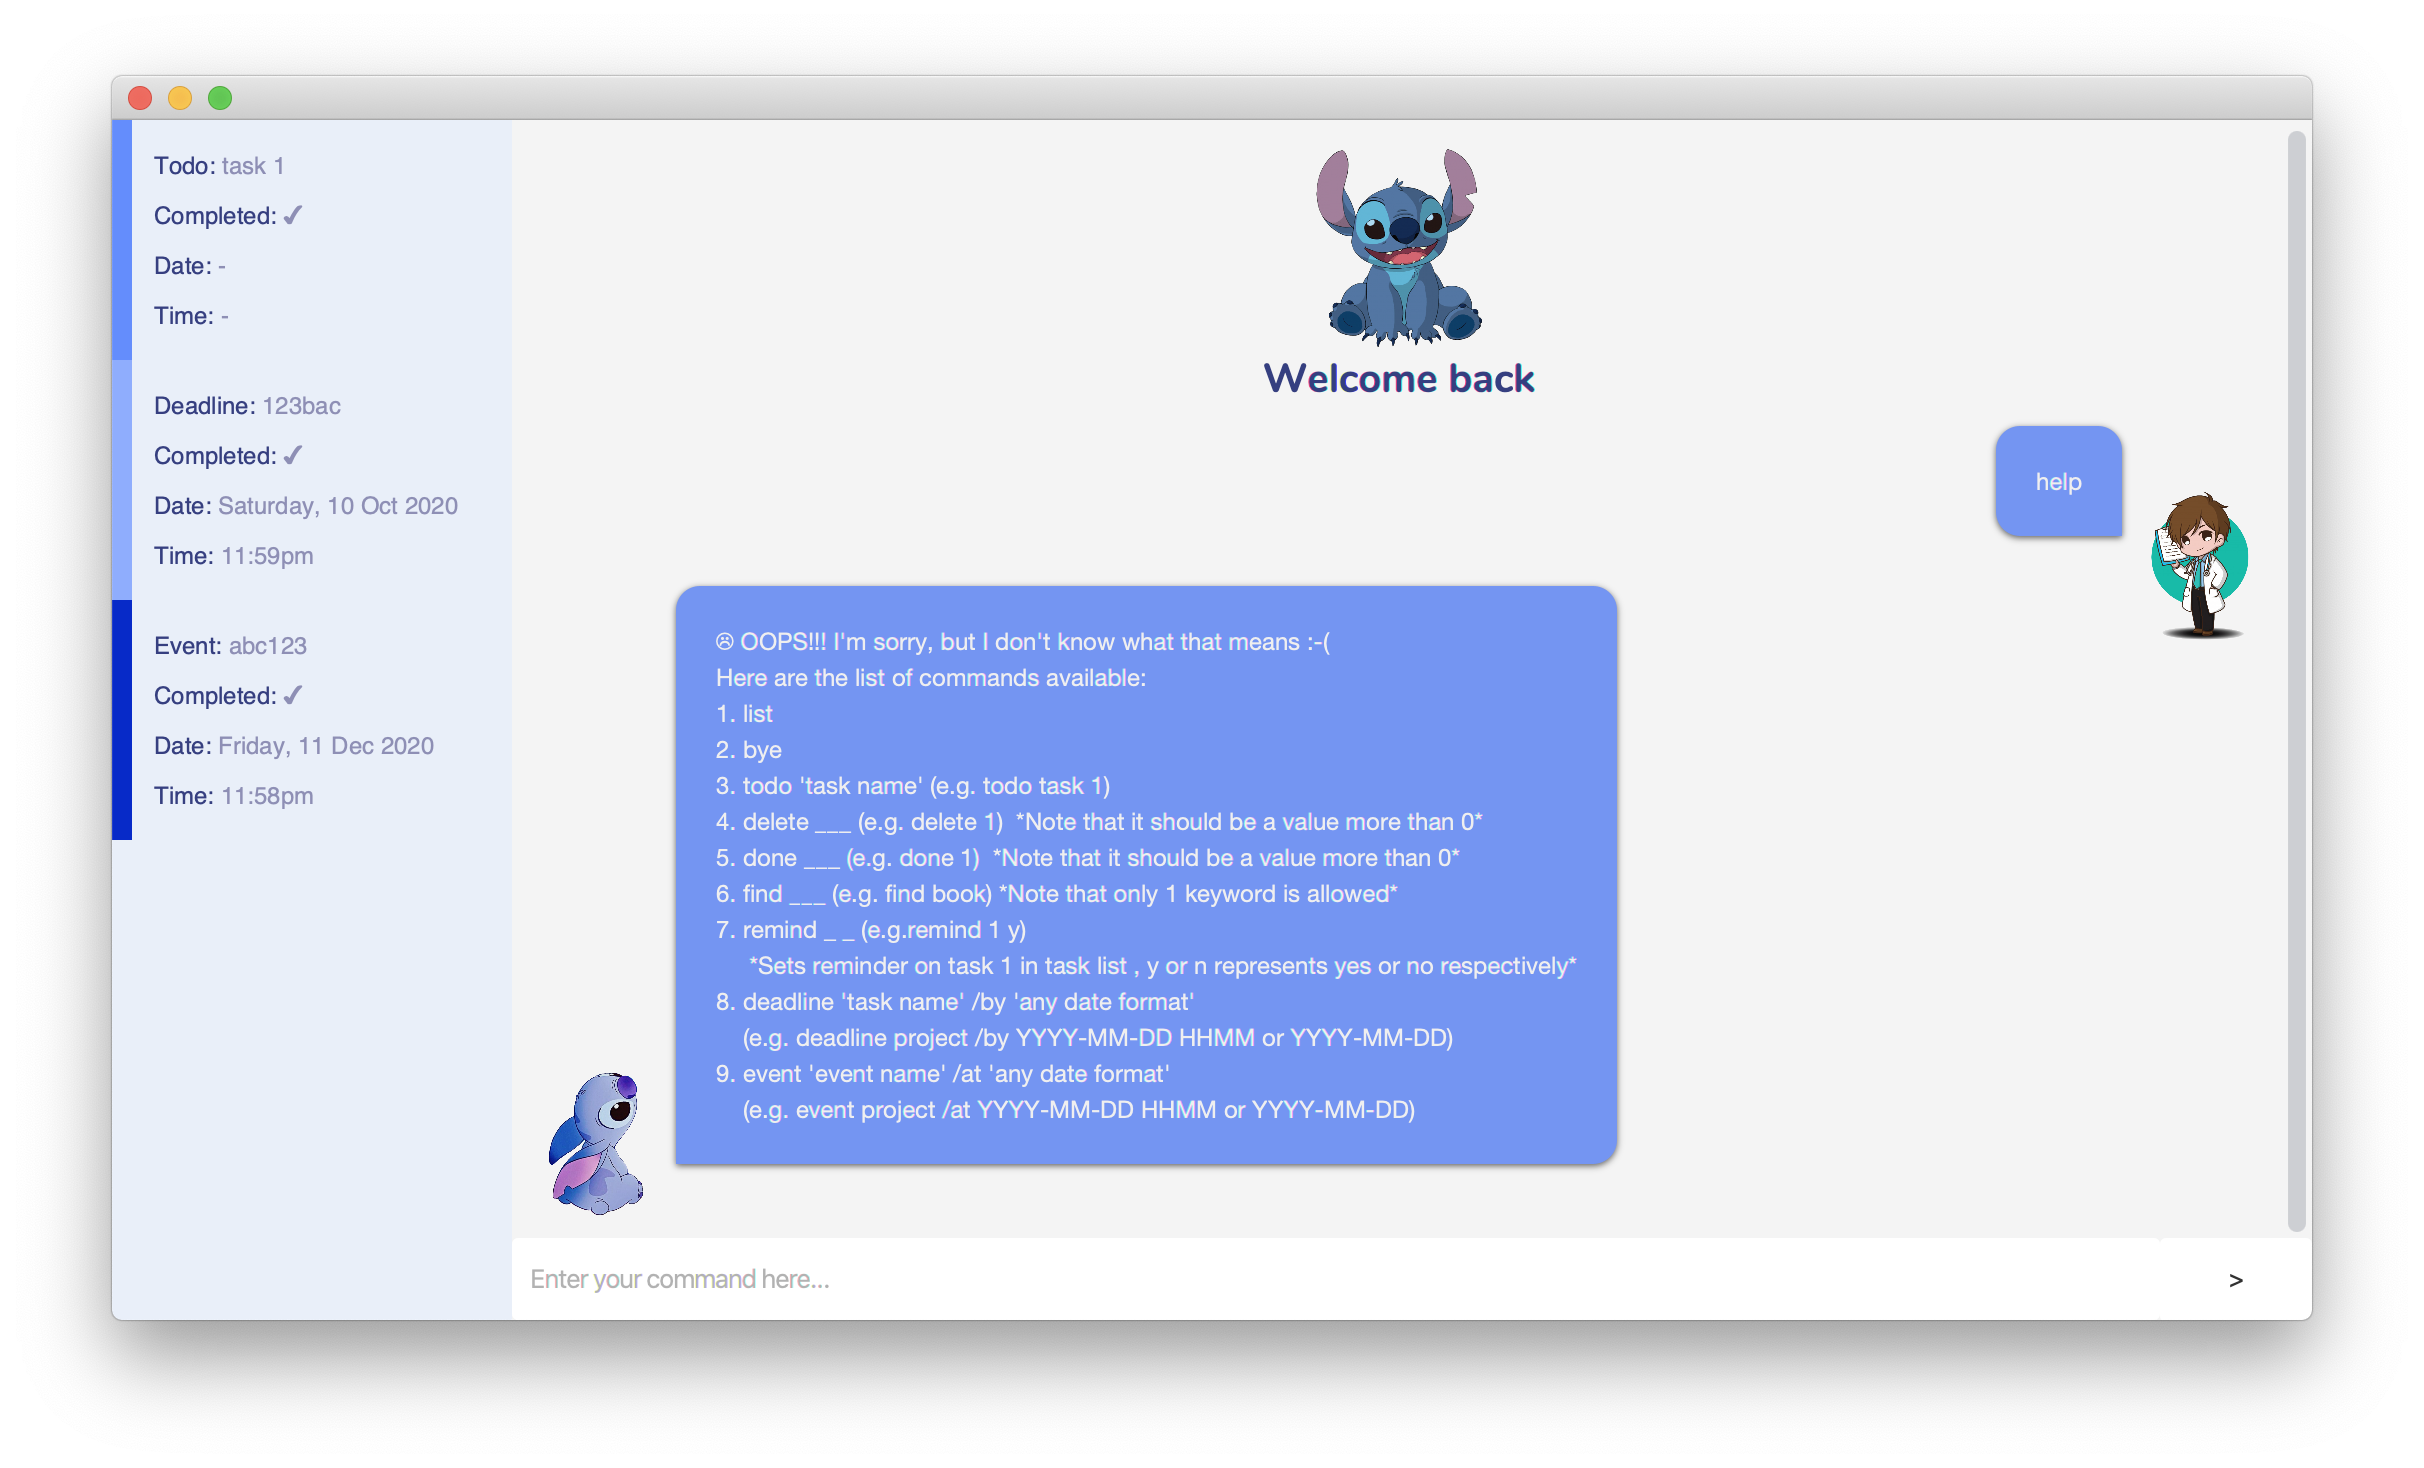 Todo: task 1
Completed: ✓
Date: -
Time: -
Deadline: 123bac
Completed: ✓
Date: Saturday, 10 Oct 2020
Time: 11:59pm
Event: abc123
Completed: ✓
Date: Friday, 11 Dec 2020
Time: 11:58pm
Welcome back
help
☹ OOPS!!! I'm sorry, but I don't know what that means :-(
Here are the list of commands available:
1. list
2. bye
3. todo 'task name' (e.g. todo task 1)
4. delete ___ (e.g. delete 1)  *Note that it should be a value more than 0*
5. done ___ (e.g. done 1)  *Note that it should be a value more than 0*
6. find ___ (e.g. find book) *Note that only 1 keyword is allowed*
7. remind _ _ (e.g.remind 1 y)
*Sets reminder on task 1 in task list , y or n represents yes or no respectively*
8. deadline 'task name' /by 'any date format'
(e.g. deadline project /by YYYY-MM-DD HHMM or YYYY-MM-DD)
9. event 'event name' /at 'any date format'
(e.g. event project /at YYYY-MM-DD HHMM or YYYY-MM-DD)
Enter your command here...
>